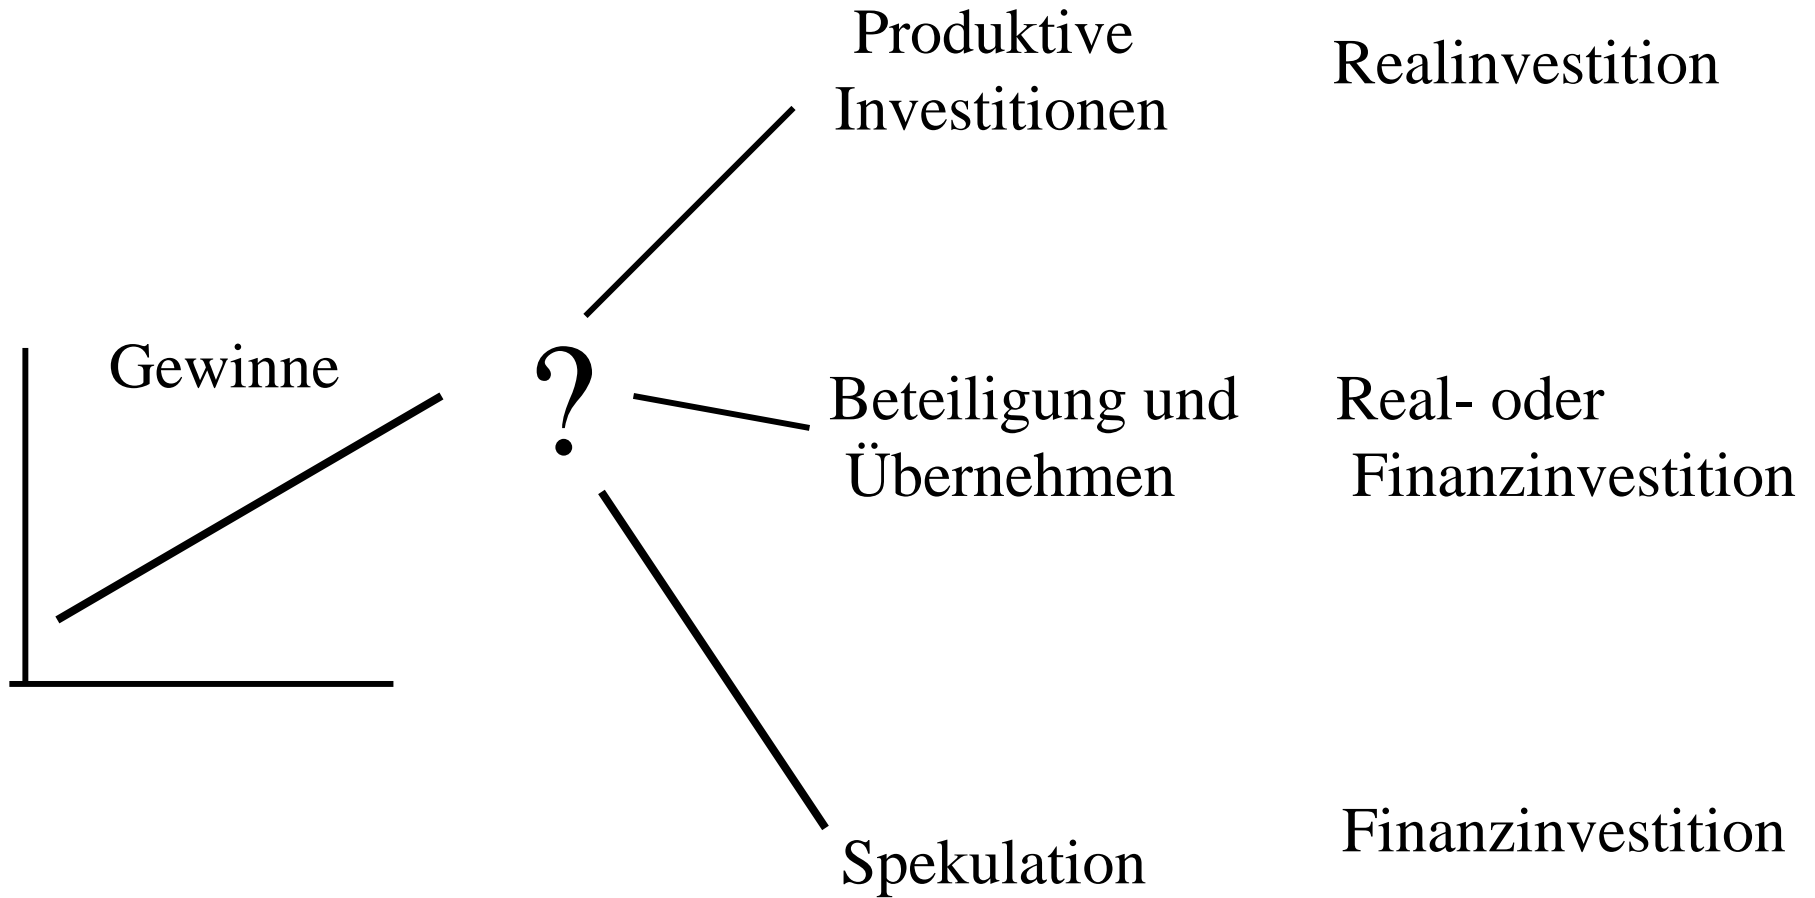 Produktive
Investitionen
Realinvestition
Gewinne
?
Beteiligung und
Übernehmen
Real- oder
Finanzinvestition
Spekulation
Finanzinvestition